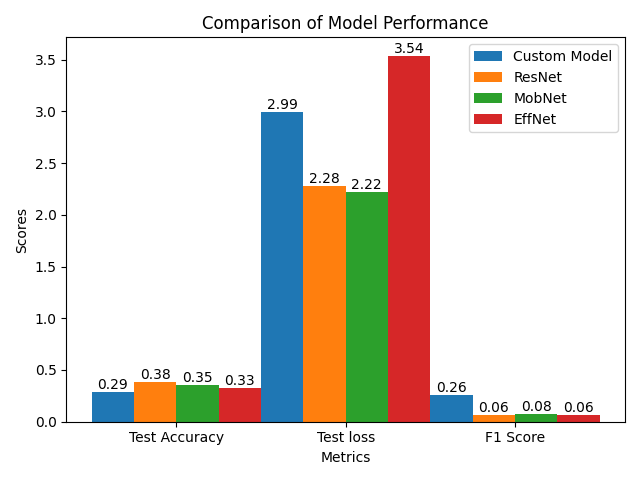 Comparison of Model Performance
Scores
3.5
3.0
2.5
2.0
1.5
1.0
0.5
0.0
0.29
0.38
0.35
0.33
2.99
2.28
2.22
3.54
0.26
0.06
0.08
0.06
Custom Model
ResNet
MobNet
EffNet
Test Accuracy
Test loss
F1 Score
Metrics